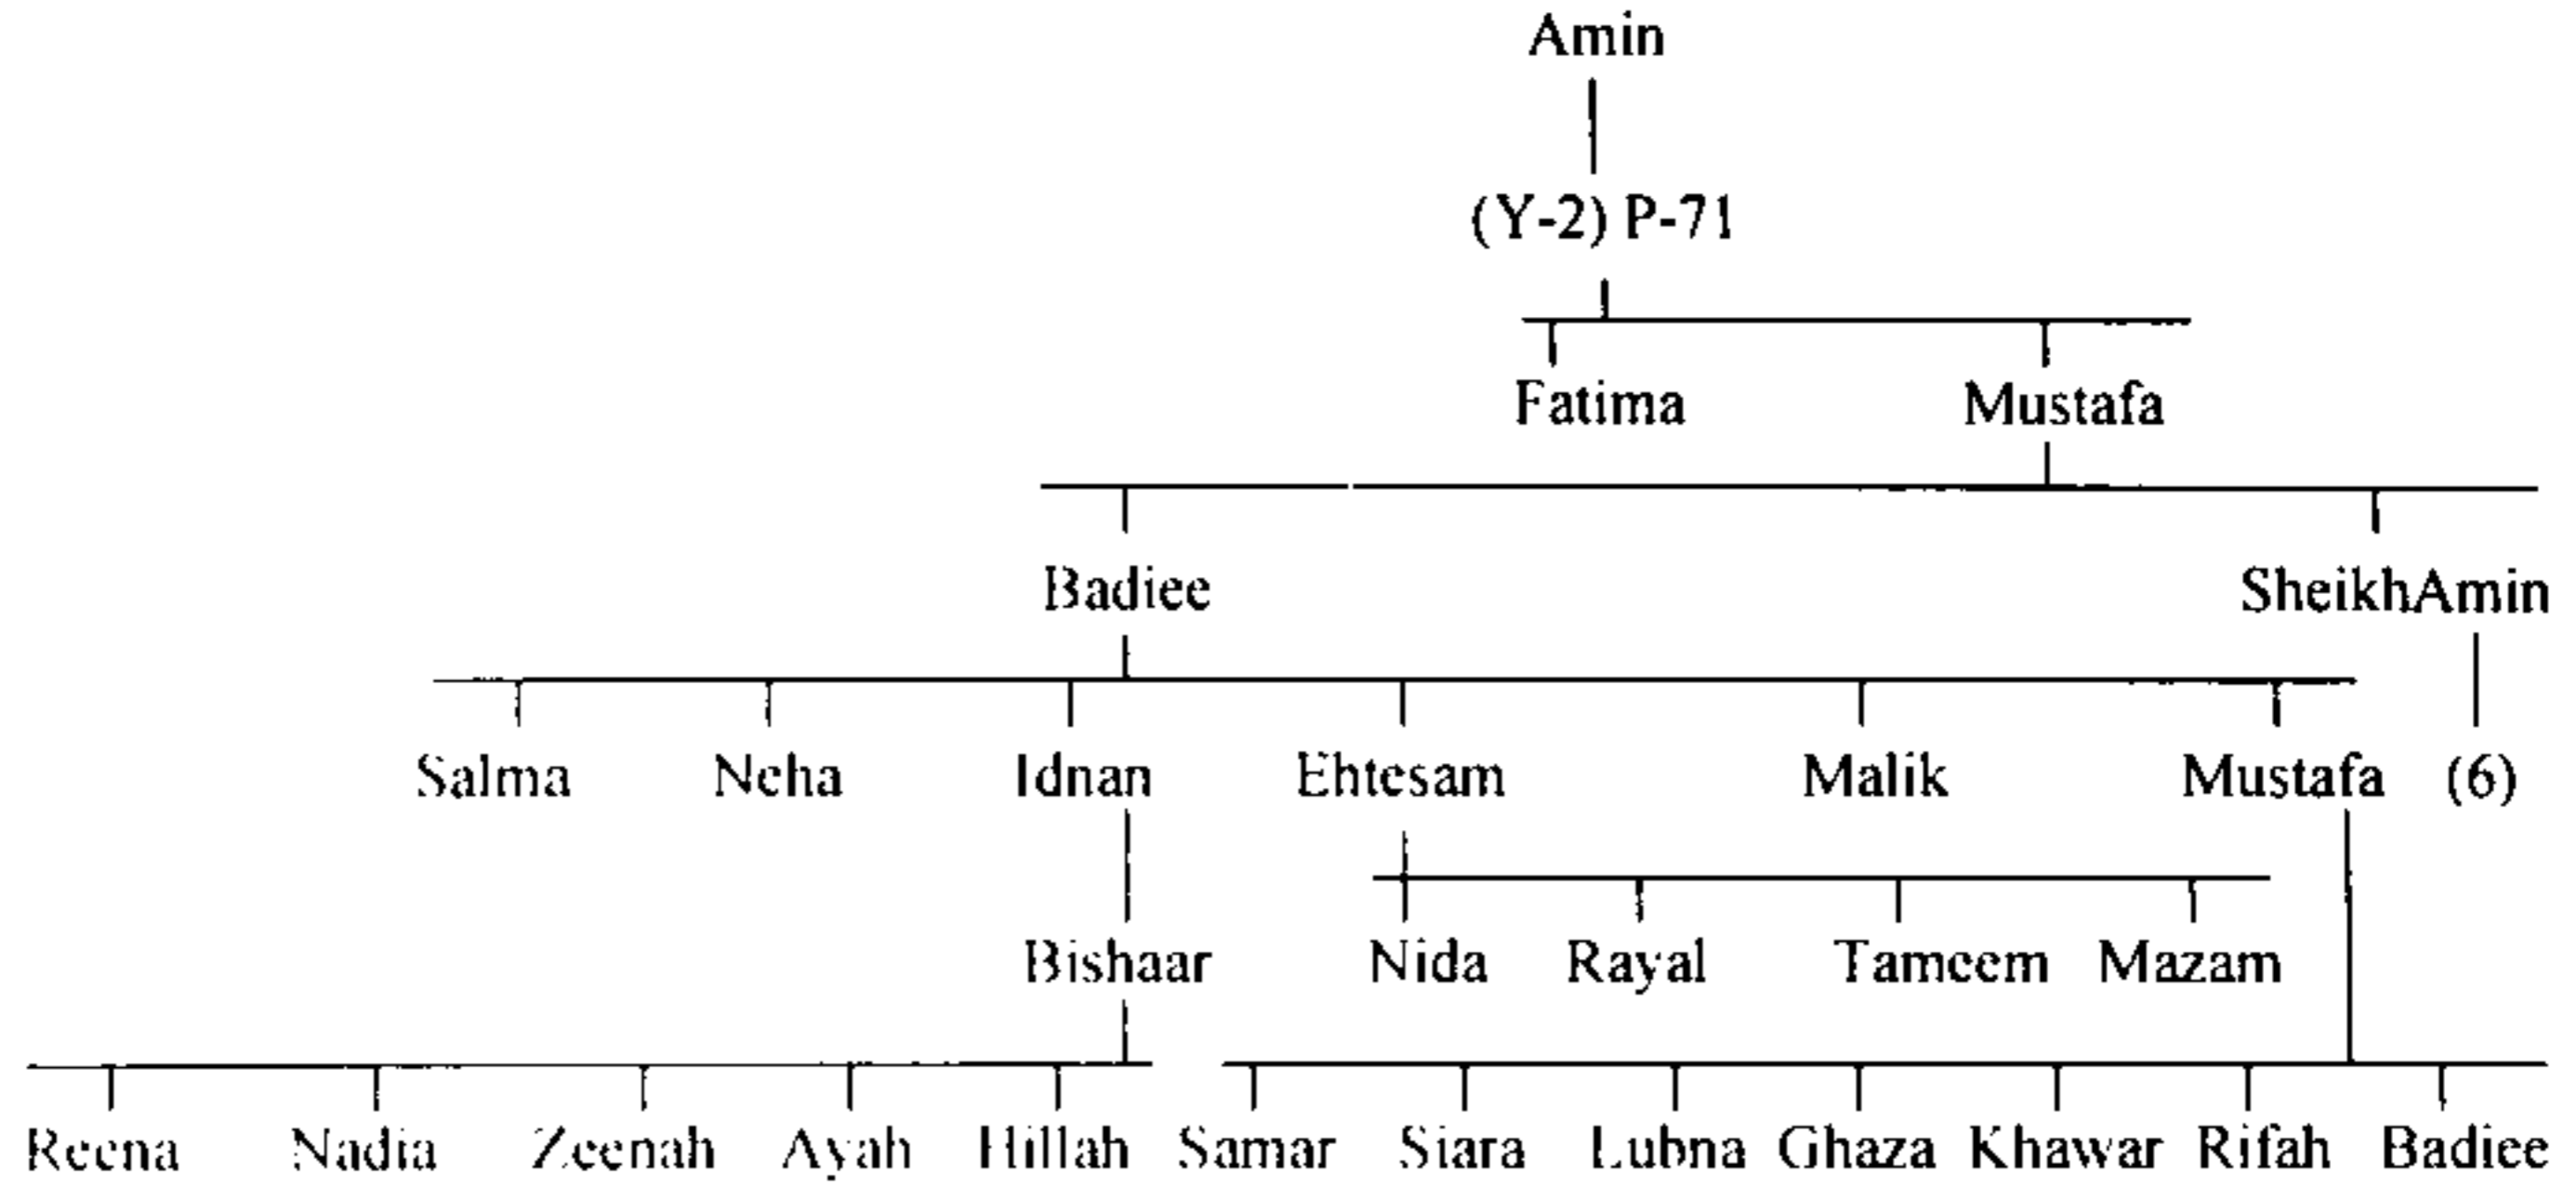 Amin
(Y-2) P-71
Fatima Mustafa
Badiee SheikhAmin
Salma Neha Idnan Ehtesam Malik Mustafa (6)
Bishaar Nida Rayal Tameem Mazam
Reena Nadia Zeenah Ayah Hillah Samar Siara Lubna Ghaza Khawar Rifah Badiee